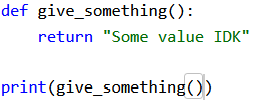 def give_something():
    return "Some value IDK"

print(give_something())